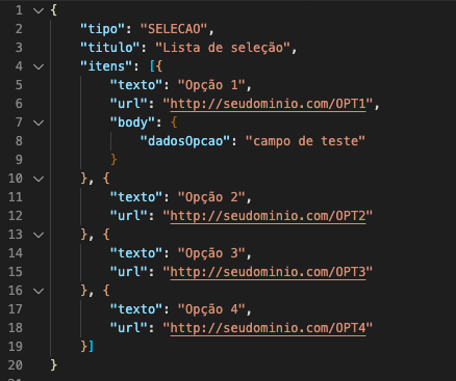 1 {
2 "tipo": "SELECAO",
3 "titulo": "Lista de seleção",
4 "itens": [{
5 "texto": "Opção 1",
6 "url": "http://seudominio.com/OPT1",
7 "body": {
8 "dadosOpcao": "campo de teste"
9 }
10 }, {
11 "texto": "Opção 2",
12 "url": "http://seudominio.com/OPT2"
13 }, {
14 "texto": "Opção 3",
15 "url": "http://seudominio.com/OPT3"
16 }, {
17 "texto": "Opção 4",
18 "url": "http://seudominio.com/OPT4"
19 }]
20 }